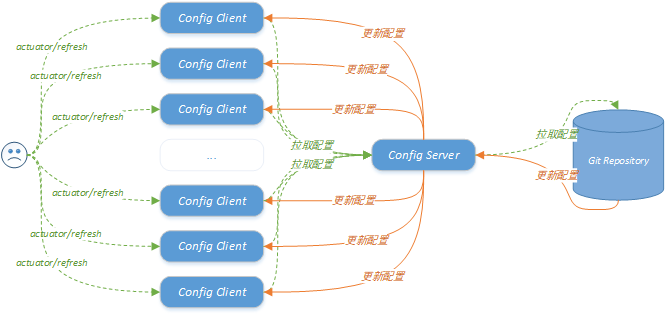 Config Client
更新配置
actuator/refresh
Config Client
更新配置
actuator/refresh
Config Client
更新配置
actuator/refresh
拉取配置
拉取配置
Git Repository
...
Config Server
拉取配置
更新配置
actuator/refresh
Config Client
更新配置
actuator/refresh
Config Client
更新配置
actuator/refresh
Config Client
更新配置